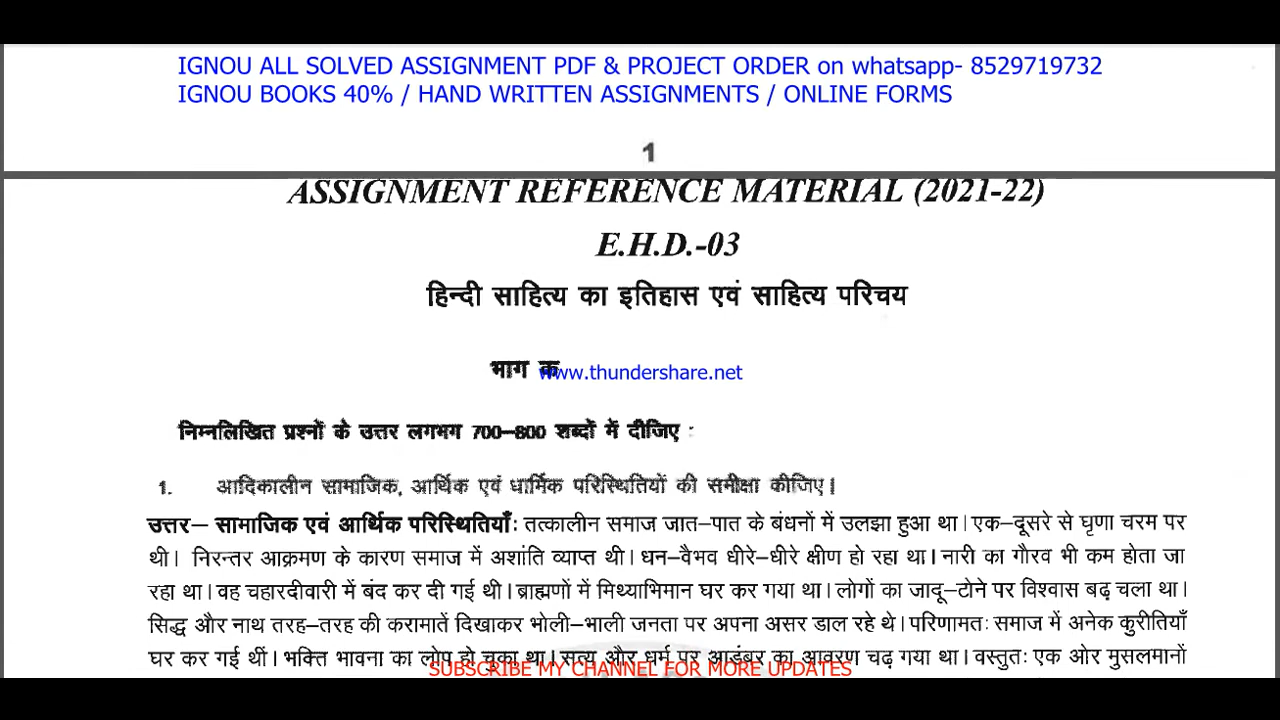 IGNOU ALL SOLVED ASSIGNMENT PDF & PROJECT ORDER on whatsapp- 8529719732
IGNOU BOOKS 40% / HAND WRITTEN ASSIGNMENTS / ONLINE FORMS
1
ASSIGNMENT REFERENCE MATERIAL (2021-22)
E.H.D.-03
हिन्दी साहित्य का इतिहास एवं साहित्य परिचय
भाग क
www.thundershare.net
निम्नलिखित प्रश्नों के उत्तर लगभग 700–800 शब्दों में दीजिए :
1. आदिकालीन सामाजिक, आर्थिक एवं धार्मिक परिस्थितियों की समीक्षा कीजिए।
उत्तर– सामाजिक एवं आर्थिक परिस्थितियाँ: तत्कालीन समाज जात–पात के बंधनों में उलझा हुआ था। एक–दूसरे से घृणा चरम पर
थी। निरन्तर आक्रमण के कारण समाज में अशांति व्याप्त थी। धन–वैभव धीरे–धीरे क्षीण हो रहा था। नारी का गौरव भी कम होता जा
रहा था। वह चहारदीवारी में बंद कर दी गई थी। ब्राह्मणों में मिथ्याभिमान घर कर गया था। लोगों का जादू–टोने पर विश्वास बढ़ चला था।
सिद्ध और नाथ तरह–तरह की करामातें दिखाकर भोली–भाली जनता पर अपना असर डाल रहे थे। परिणामतः समाज में अनेक कुरीतियाँ
घर कर गई थीं। भक्ति भावना का लोप हो चुका था। सत्य और धर्म पर आडंबर का आवरण चढ़ गया था। वस्तुतः एक ओर मुसलमानों
SUBSCRIBE MY CHANNEL FOR MORE UPDATES